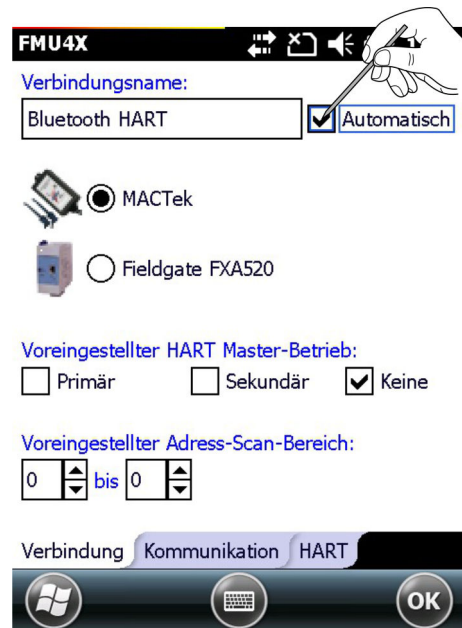 FMU4X
Verbindungsname:
Bluetooth HART
Automatisch
MACTek
Fieldgate FXA520
Voreingestellter HART Master-Betrieb:
Primär Sekundär Keine
Voreingestellter Adress-Scan-Bereich:
0 bis 0
Verbindung Kommunikation HART
OK